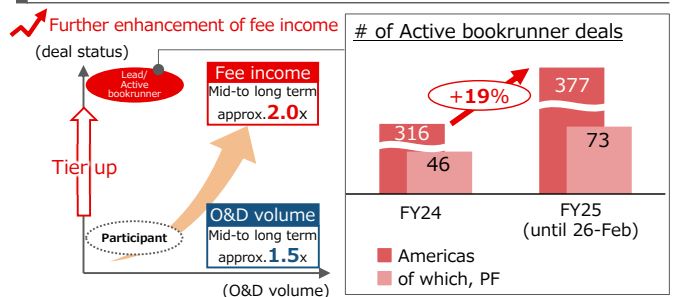 Further enhancement of fee income
(deal status)
Lead/
Active
bookrunner
Fee income
Mid-to long term
approx.2.0x
Tier up
Participant
O&D volume
Mid-to long term
approx.1.5x
(O&D volume)
# of Active bookrunner deals
+19%
316
46
377
73
FY24
FY25
(until 26-Feb)
Americas
of which, PF